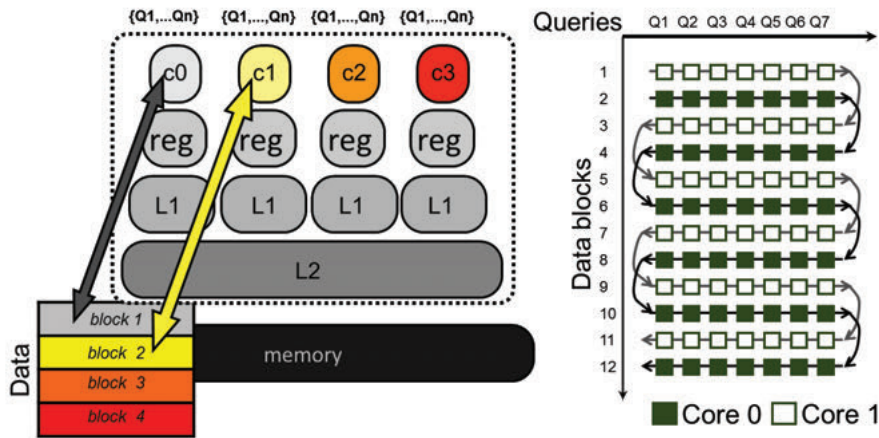 {Q1,...Qn} {Q1,...,Qn} {Q1,...,Qn} {Q1,...,Qn}
c0 c1 c2 c3
reg reg reg reg
L1 L1 L1 L1
L2
Data
block 1
block 2
block 3
block 4
memory
Queries
Q1 Q2 Q3 Q4 Q5 Q6 Q7
Data blocks
1
2
3
4
5
6
7
8
9
10
11
12
Core 0 Core 1